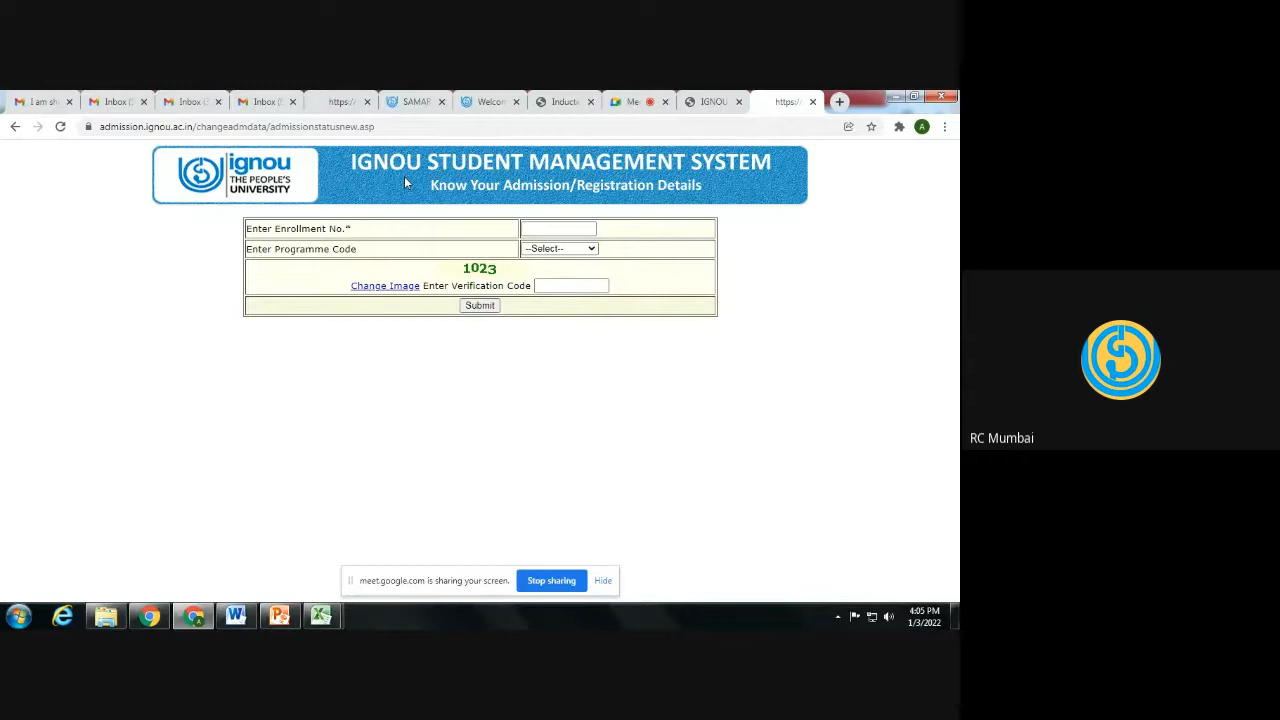 I am sh
Inbox (
Inbox (
Inbox (
https:/
SAMAR
Welcom
Inducti
Me
IGNOU
https:/
admission.ignou.ac.in/changeadmdata/admissionstatusnew.asp
A
ignou
THE PEOPLE'S
UNIVERSITY
IGNOU STUDENT MANAGEMENT SYSTEM
Know Your Admission/Registration Details
Enter Enrollment No.*
Enter Programme Code
--Select--
1023
Change Image Enter Verification Code
Submit
RC Mumbai
meet.google.com is sharing your screen.
Stop sharing
Hide
4:05 PM
1/3/2022